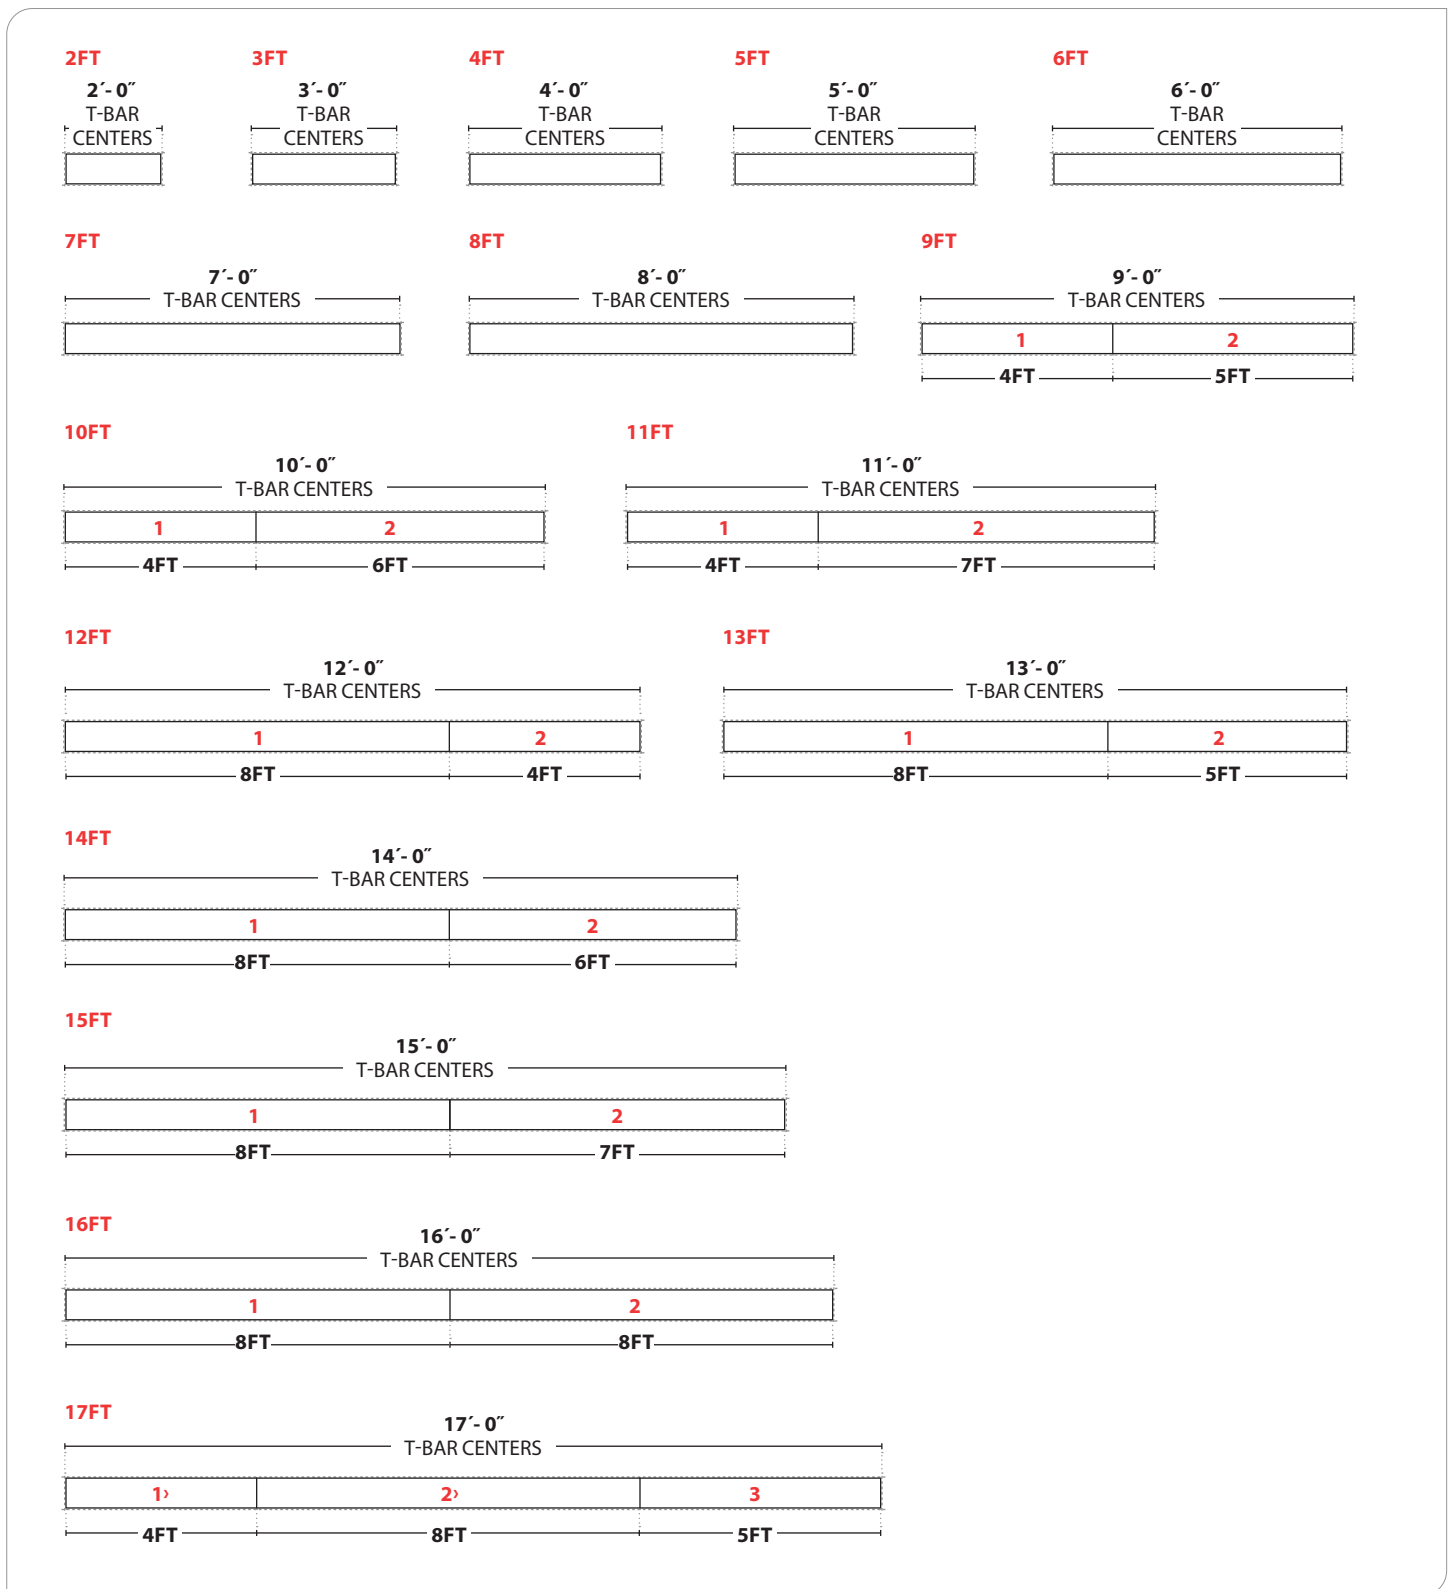 2FT
2´- 0˝
T-BAR
CENTERS
3FT
3´- 0˝
T-BAR
CENTERS
4FT
4´- 0˝
T-BAR
CENTERS
5FT
5´- 0˝
T-BAR
CENTERS
6FT
6´- 0˝
T-BAR
CENTERS
7FT
7´- 0˝
T-BAR CENTERS
8FT
8´- 0˝
T-BAR CENTERS
9FT
9´- 0˝
T-BAR CENTERS
1 2
4FT 5FT
10FT
10´- 0˝
T-BAR CENTERS
1 2
4FT 6FT
11FT
11´- 0˝
T-BAR CENTERS
1 2
4FT 7FT
12FT
12´- 0˝
T-BAR CENTERS
1 2
8FT 4FT
13FT
13´- 0˝
T-BAR CENTERS
1 2
8FT 5FT
14FT
14´- 0˝
T-BAR CENTERS
1 2
8FT 6FT
15FT
15´- 0˝
T-BAR CENTERS
1 2
8FT 7FT
16FT
16´- 0˝
T-BAR CENTERS
1 2
8FT 8FT
17FT
17´- 0˝
T-BAR CENTERS
1› 2› 3
4FT 8FT 5FT